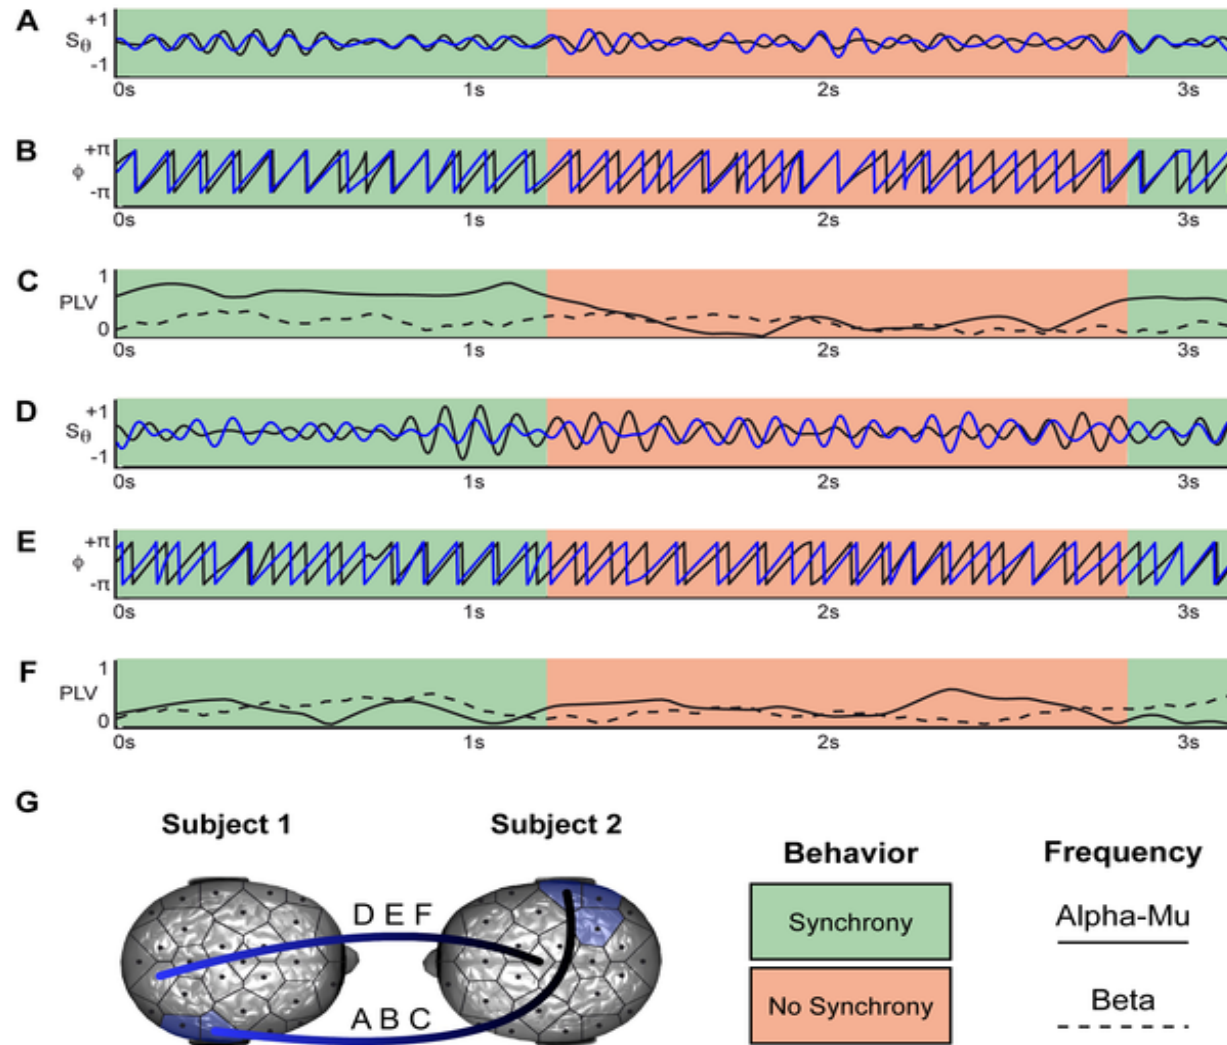 A
+1
Sθ
-1
0s 1s 2s 3s
B
+π
ϕ
-π
0s 1s 2s 3s
C
1
PLV
0
0s 1s 2s 3s
D
+1
Sθ
-1
0s 1s 2s 3s
E
+π
ϕ
-π
0s 1s 2s 3s
F
1
PLV
0
0s 1s 2s 3s
G
Subject 1 Subject 2
D E F
A B C
Behavior
Synchrony
No Synchrony
Frequency
Alpha-Mu
Beta